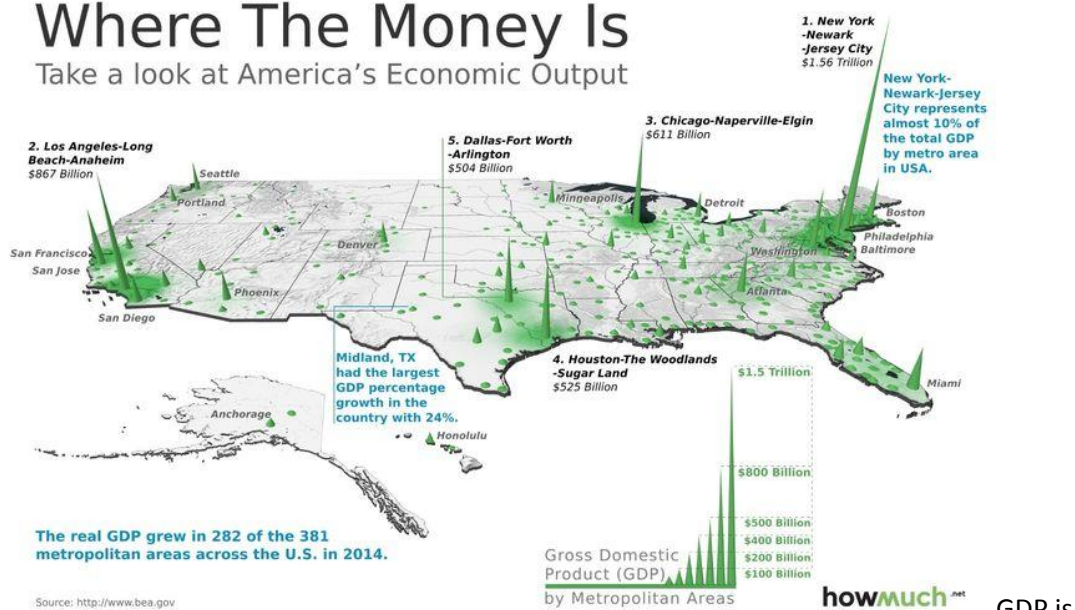 Where The Money Is
Take a look at America's Economic Output
1. New York
-Newark
-Jersey City
$1.56 Trillion
New York-
Newark-Jersey
City represents
almost 10% of
the total GDP
by metro area
in USA.
2. Los Angeles-Long
Beach-Anaheim
$867 Billion
5. Dallas-Fort Worth
-Arlington
$504 Billion
3. Chicago-Naperville-Elgin
$611 Billion
Seattle
Portland
Minneapolis
Detroit
Boston
Philadelphia
Baltimore
Washington
Denver
San Francisco
San Jose
Phoenix
Atlanta
San Diego
Midland, TX
had the largest
GDP percentage
growth in the
country with 24%.
4. Houston-The Woodlands
-Sugar Land
$525 Billion
Miami
Anchorage
Honolulu
$1.5 Trillion
$800 Billion
$500 Billion
$400 Billion
$200 Billion
$100 Billion
Gross Domestic
Product (GDP)
by Metropolitan Areas
The real GDP grew in 282 of the 381
metropolitan areas across the U.S. in 2014.
Source: http://www.bea.gov
howmuch.net
GDP is